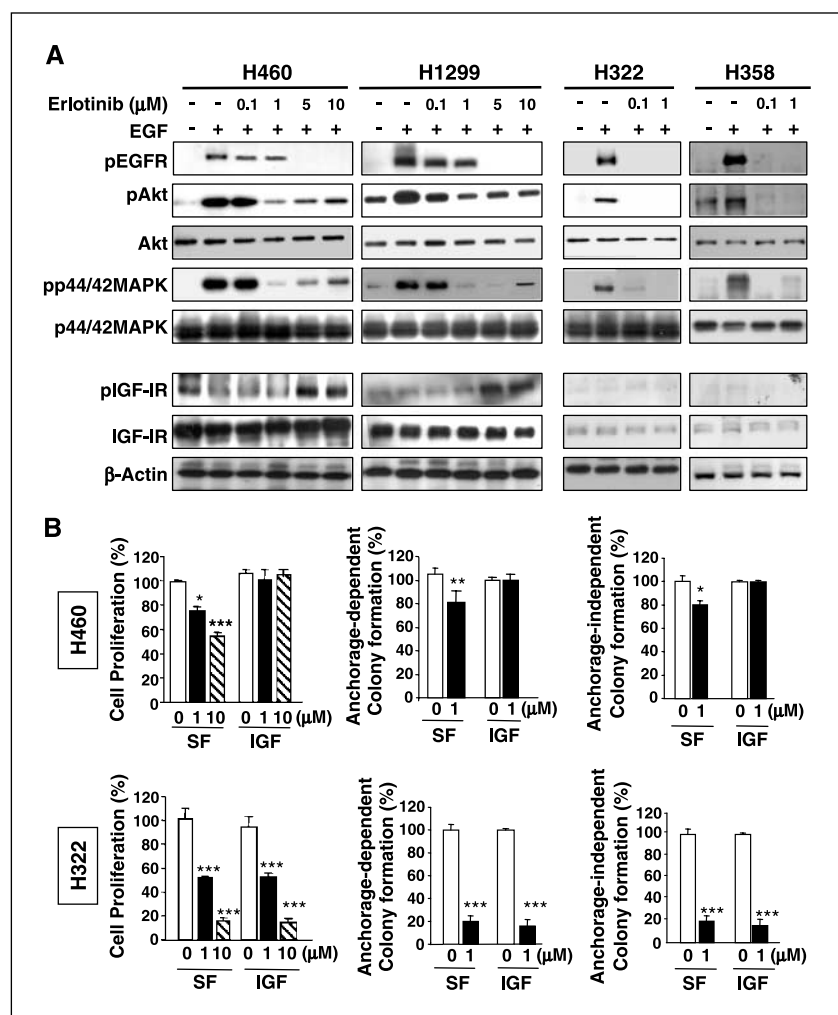 A
H460 H1299 H322 H358
Erlotinib (μM) - - 0.1 1 5 10 - - 0.1 1 5 10 - - 0.1 1 - - 0.1 1
EGF - + + + + + - + + + + + - + + + - + + +
pEGFR
pAkt
Akt
pp44/42MAPK
p44/42MAPK
pIGF-IR
IGF-IR
β-Actin
B
H460
Cell Proliferation (%)
120
100
80
60
40
20
0
* ***
0 1 10 0 1 10 (μM)
SF IGF
Anchorage-dependent
Colony formation (%)
120
100
80
60
40
20
0
**
0 1 0 1 (μM)
SF IGF
Anchorage-independent
Colony formation (%)
120
100
80
60
40
20
0
*
0 1 0 1 (μM)
SF IGF
H322
Cell Proliferation (%)
120
100
80
60
40
20
0
*** *** *** ***
0 1 10 0 1 10 (μM)
SF IGF
Anchorage-dependent
Colony formation (%)
120
100
80
60
40
20
0
*** ***
0 1 0 1 (μM)
SF IGF
Anchorage-independent
Colony formation (%)
120
100
80
60
40
20
0
*** ***
0 1 0 1 (μM)
SF IGF